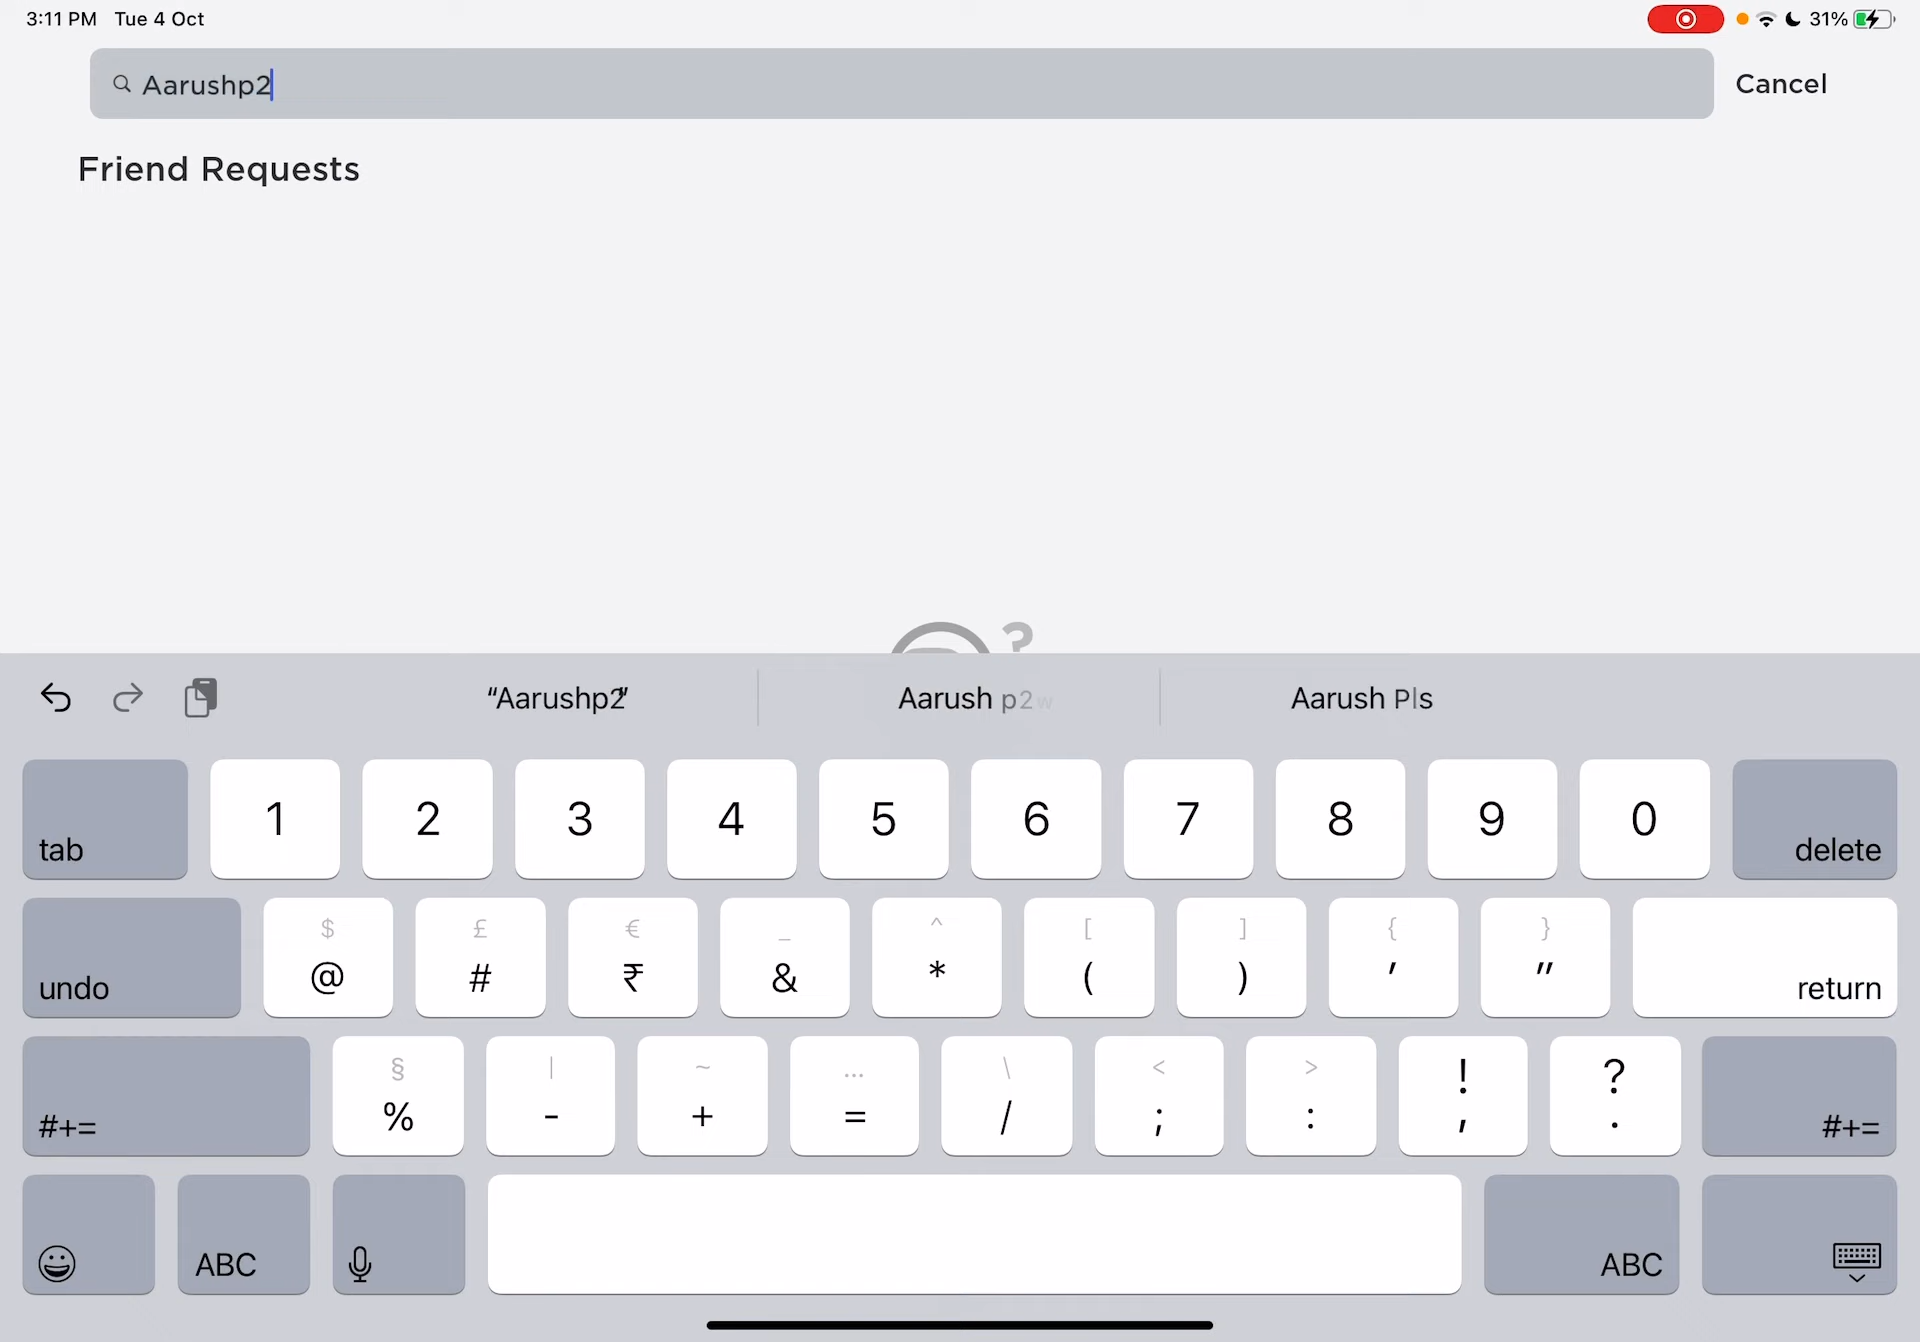 3:11 PM Tue 4 Oct
31%
Aarushp2
Cancel
Friend Requests
?
“Aarushp2”
Aarush p2w
Aarush Pls
tab 1 2 3 4 5 6 7 8 9 0 delete
$ £ € _ ^ [ ] { }
undo @ # ₹ & * ( ) ' " return
§ | ~ … \ < > ! ?
#+= % - + = / ; : , . #+=
ABC ABC